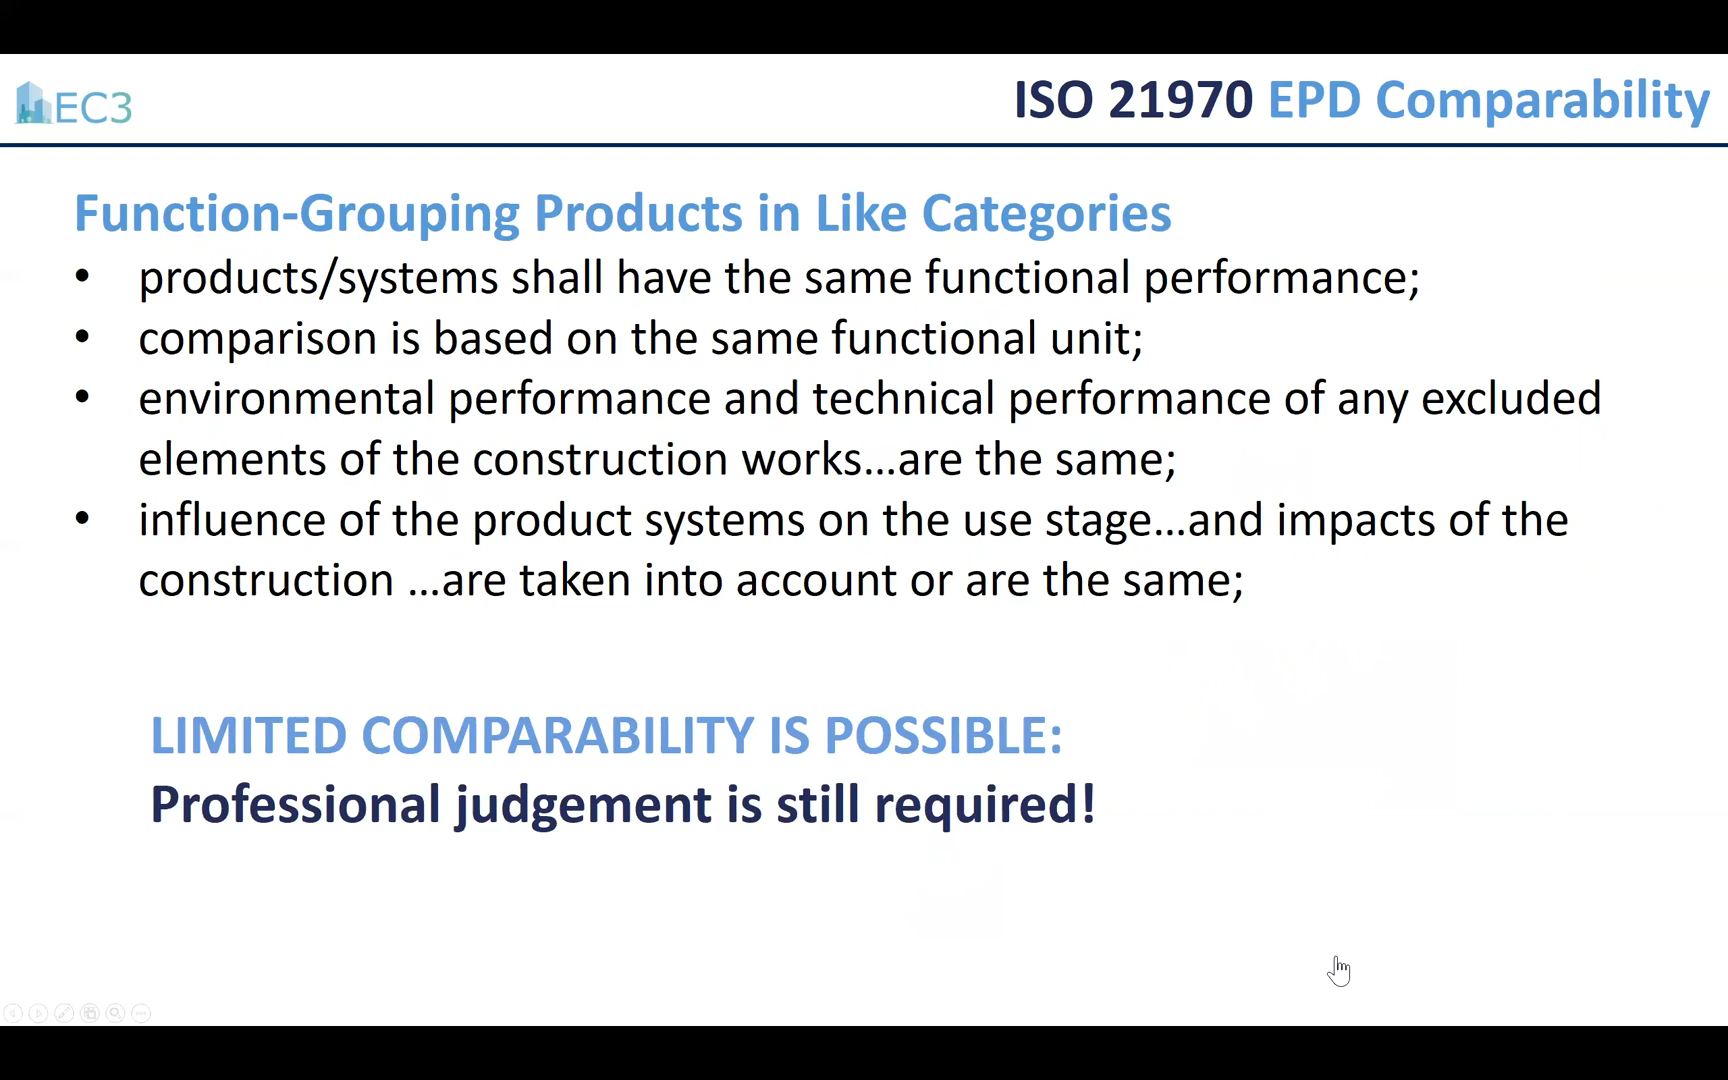 EC3
ISO 21970 EPD Comparability
Function-Grouping Products in Like Categories
• products/systems shall have the same functional performance;
• comparison is based on the same functional unit;
• environmental performance and technical performance of any excluded
elements of the construction works...are the same;
• influence of the product systems on the use stage...and impacts of the
construction ...are taken into account or are the same;
LIMITED COMPARABILITY IS POSSIBLE:
Professional judgement is still required!